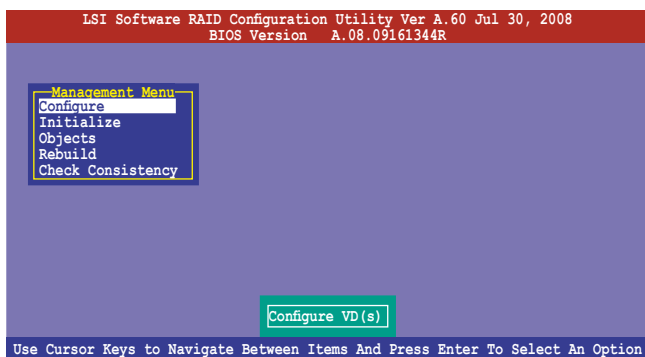 LSI Software RAID Configuration Utility Ver A.60 Jul 30, 2008
BIOS Version A.08.09161344R
Management Menu
Configure
Initialize
Objects
Rebuild
Check Consistency
Configure VD(s)
Use Cursor Keys to Navigate Between Items And Press Enter To Select An Option